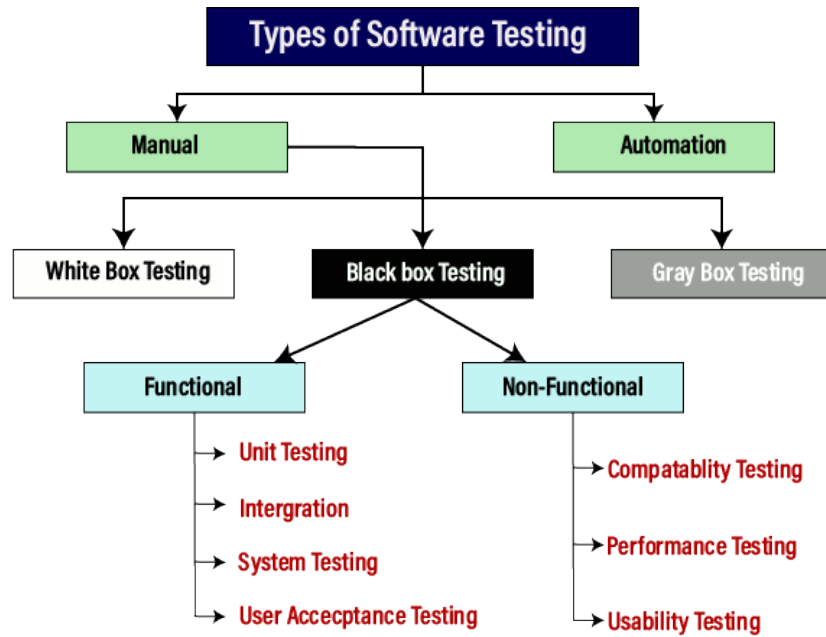 Types of Software Testing
Manual
Automation
White Box Testing
Black box Testing
Gray Box Testing
Functional
Non-Functional
Unit Testing
Intergration
System Testing
User Accecptance Testing
Compatablity Testing
Performance Testing
Usability Testing